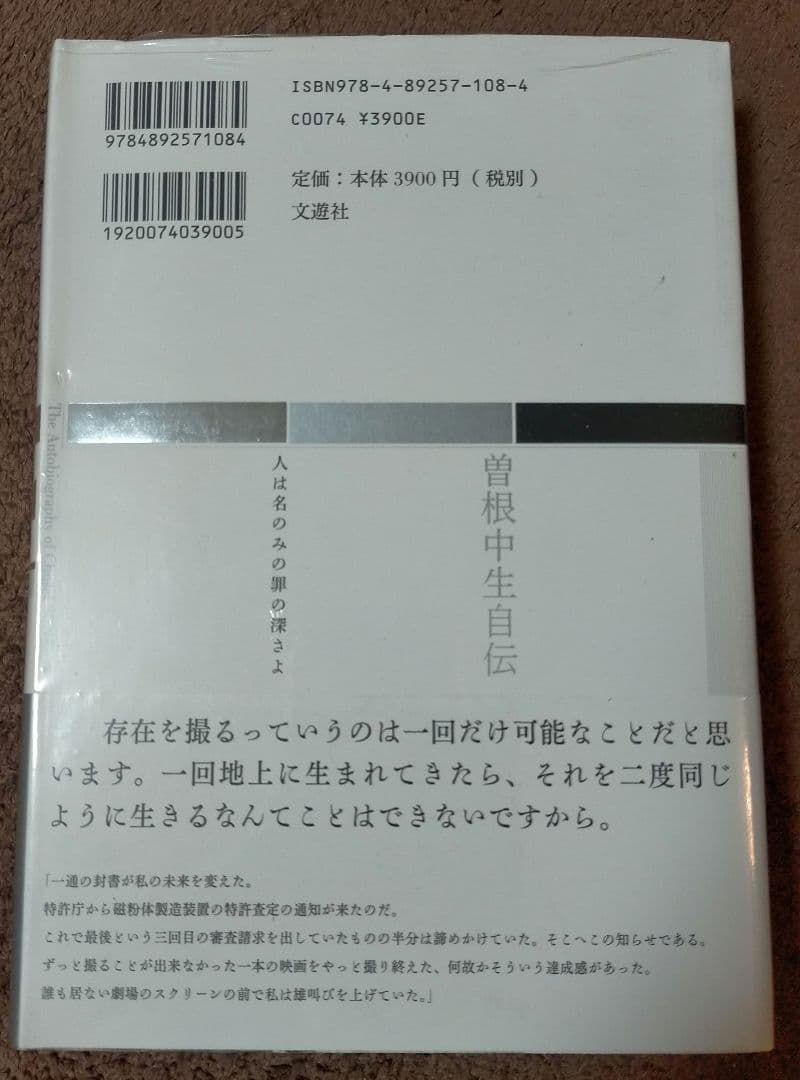 ISBN978-4-89257-108-4
9784892571084
C0074 ¥3900E
定価：本体 3900 円（ 税別 ）
1920074039005
文遊社
The Autobiography of
曽根中生自伝
人は名のみの罪の深さよ
存在を撮るっていうのは一回だけ可能なことだと思
います。一回地上に生まれてきたら、それを二度同じ
ように生きるなんてことはできないですから。
「一通の封書が私の未来を変えた。
特許庁から磁粉体製造装置の特許査定の通知が来たのだ。
これで最後という三回目の審査請求を出していたものの半分は諦めかけていた。そこへこの知らせである。
ずっと撮ることが出来なかった一本の映画をやっと撮り終えた、何故かそういう達成感があった。
誰も居ない劇場のスクリーンの前で私は雄叫びを上げていた。」